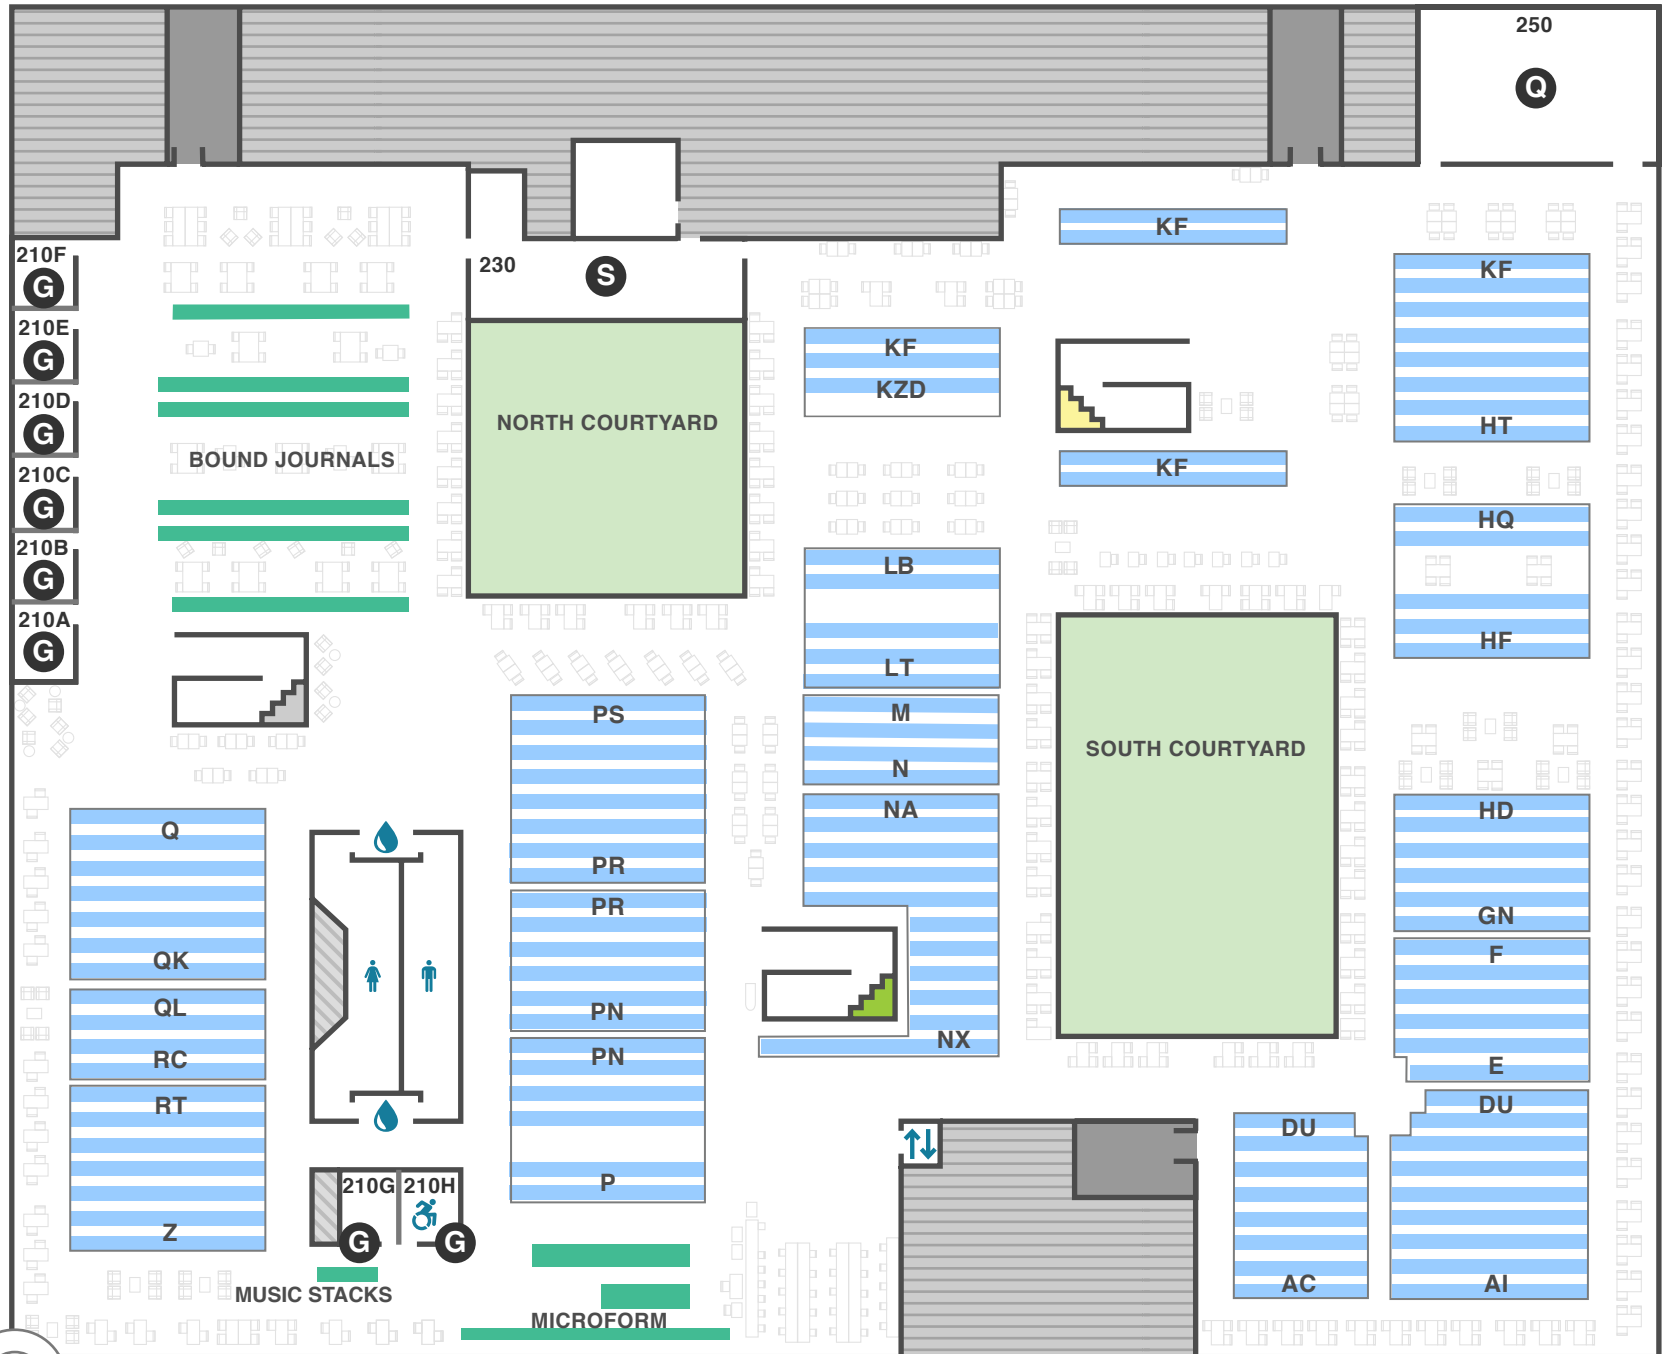 250
Q
KF
210F
G
230
S
KF
210E
G
KF
KZD
210D
G
NORTH COURTYARD
HT
BOUND JOURNALS
KF
210C
G
HQ
210B
G
LB
210A
G
HF
LT
PS
M
SOUTH COURTYARD
N
Q
NA
HD
PR
PR
GN
QK
F
QL
PN
NX
RC
PN
E
RT
DU
DU
P
210G
210H
Z
G
G
AC
AI
MUSIC STACKS
MICROFORM